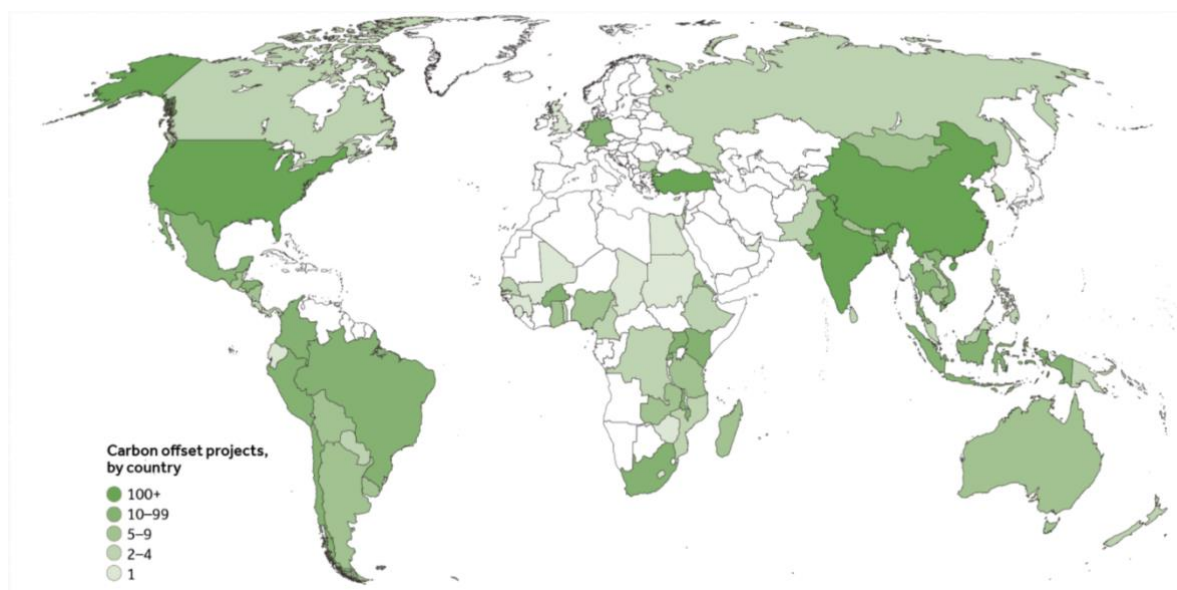 Carbon offset projects,
by country
100+
10–99
5–9
2–4
1